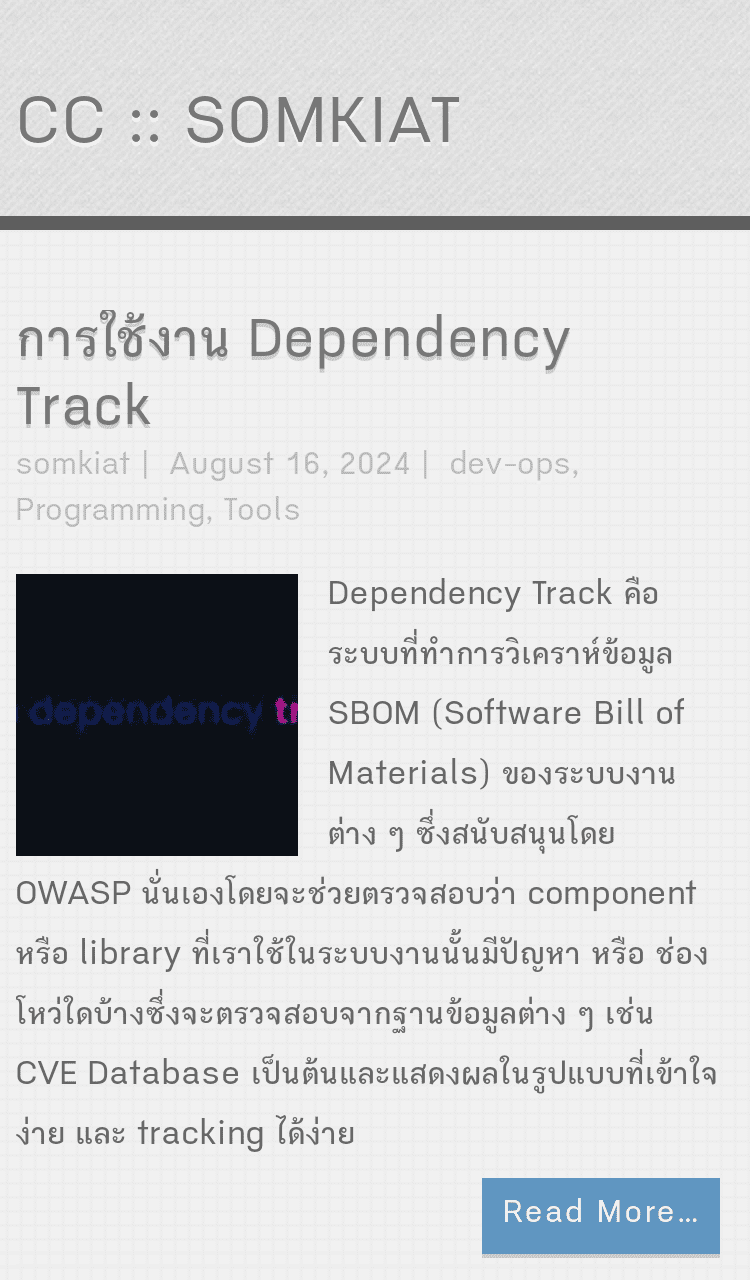 CC :: SOMKIAT
การใช้งาน Dependency
Track
somkiat | August 16, 2024 | dev-ops,
Programming, Tools
dependency tr
Dependency Track คือ
ระบบที่ทำการวิเคราห์ข้อมูล
SBOM (Software Bill of
Materials) ของระบบงาน
ต่าง ๆ ซึ่งสนับสนุนโดย
OWASP นั่นเองโดยจะช่วยตรวจสอบว่า component
หรือ library ที่เราใช้ในระบบงานนั้นมีปัญหา หรือ ช่อง
โหว่ใดบ้างซึ่งจะตรวจสอบจากฐานข้อมูลต่าง ๆ เช่น
CVE Database เป็นต้นและแสดงผลในรูปแบบที่เข้าใจ
ง่าย และ tracking ได้ง่าย
Read More...